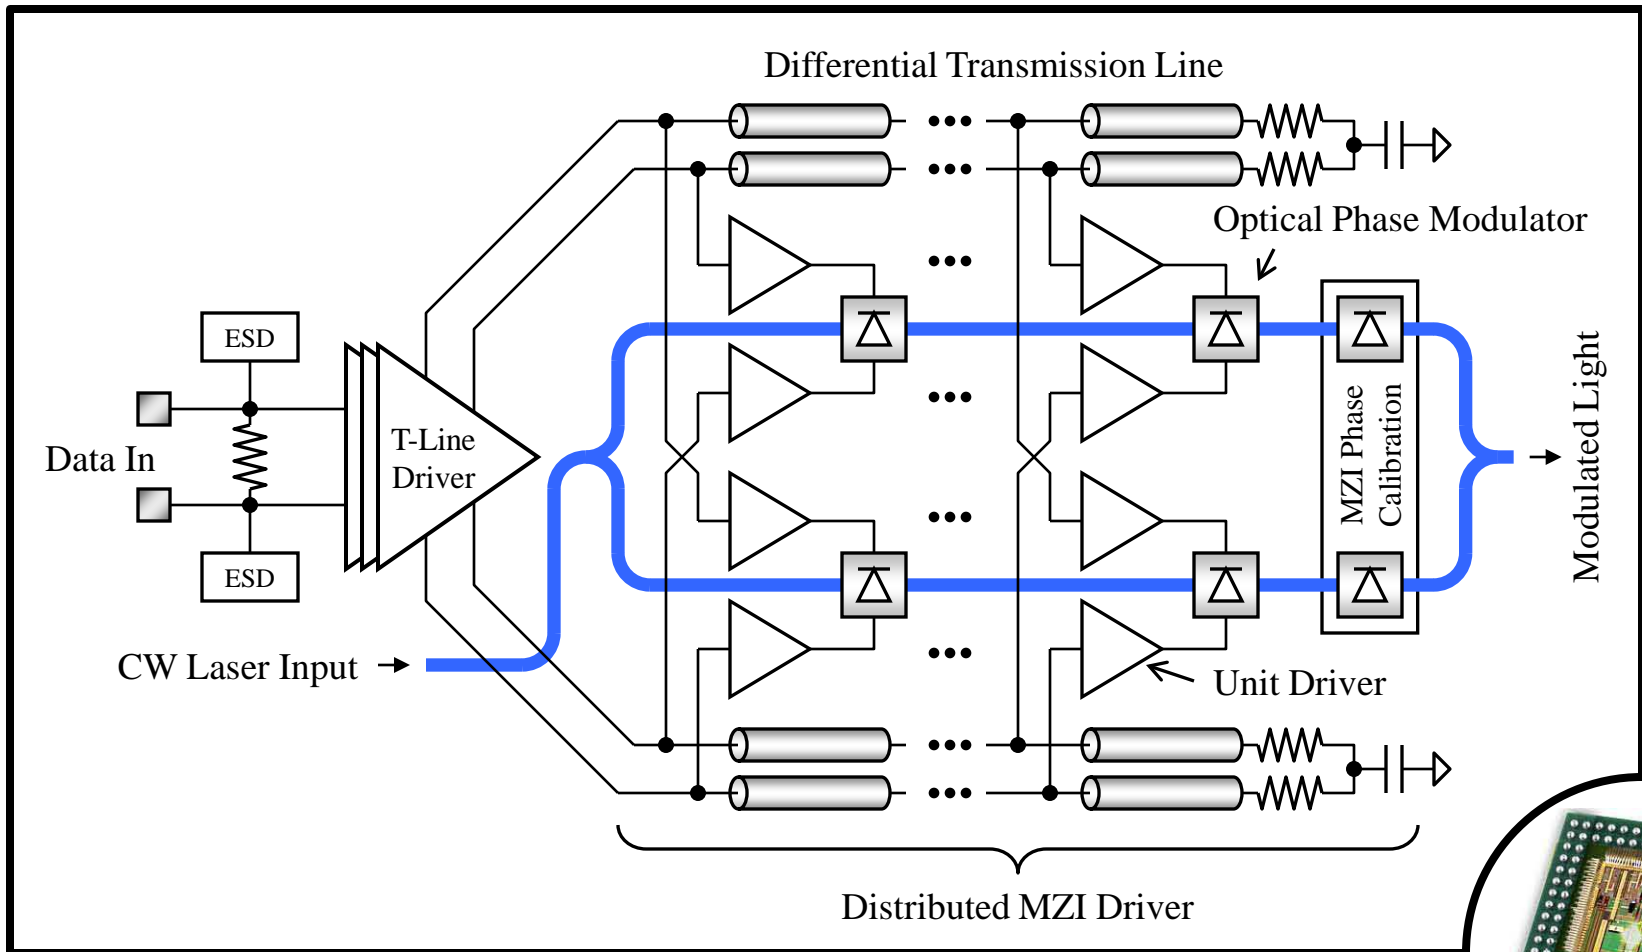 Differential Transmission Line
Optical Phase Modulator
ESD
T-Line
Driver
Data In
ESD
MZI Phase
Calibration
Modulated Light
CW Laser Input
Unit Driver
Distributed MZI Driver